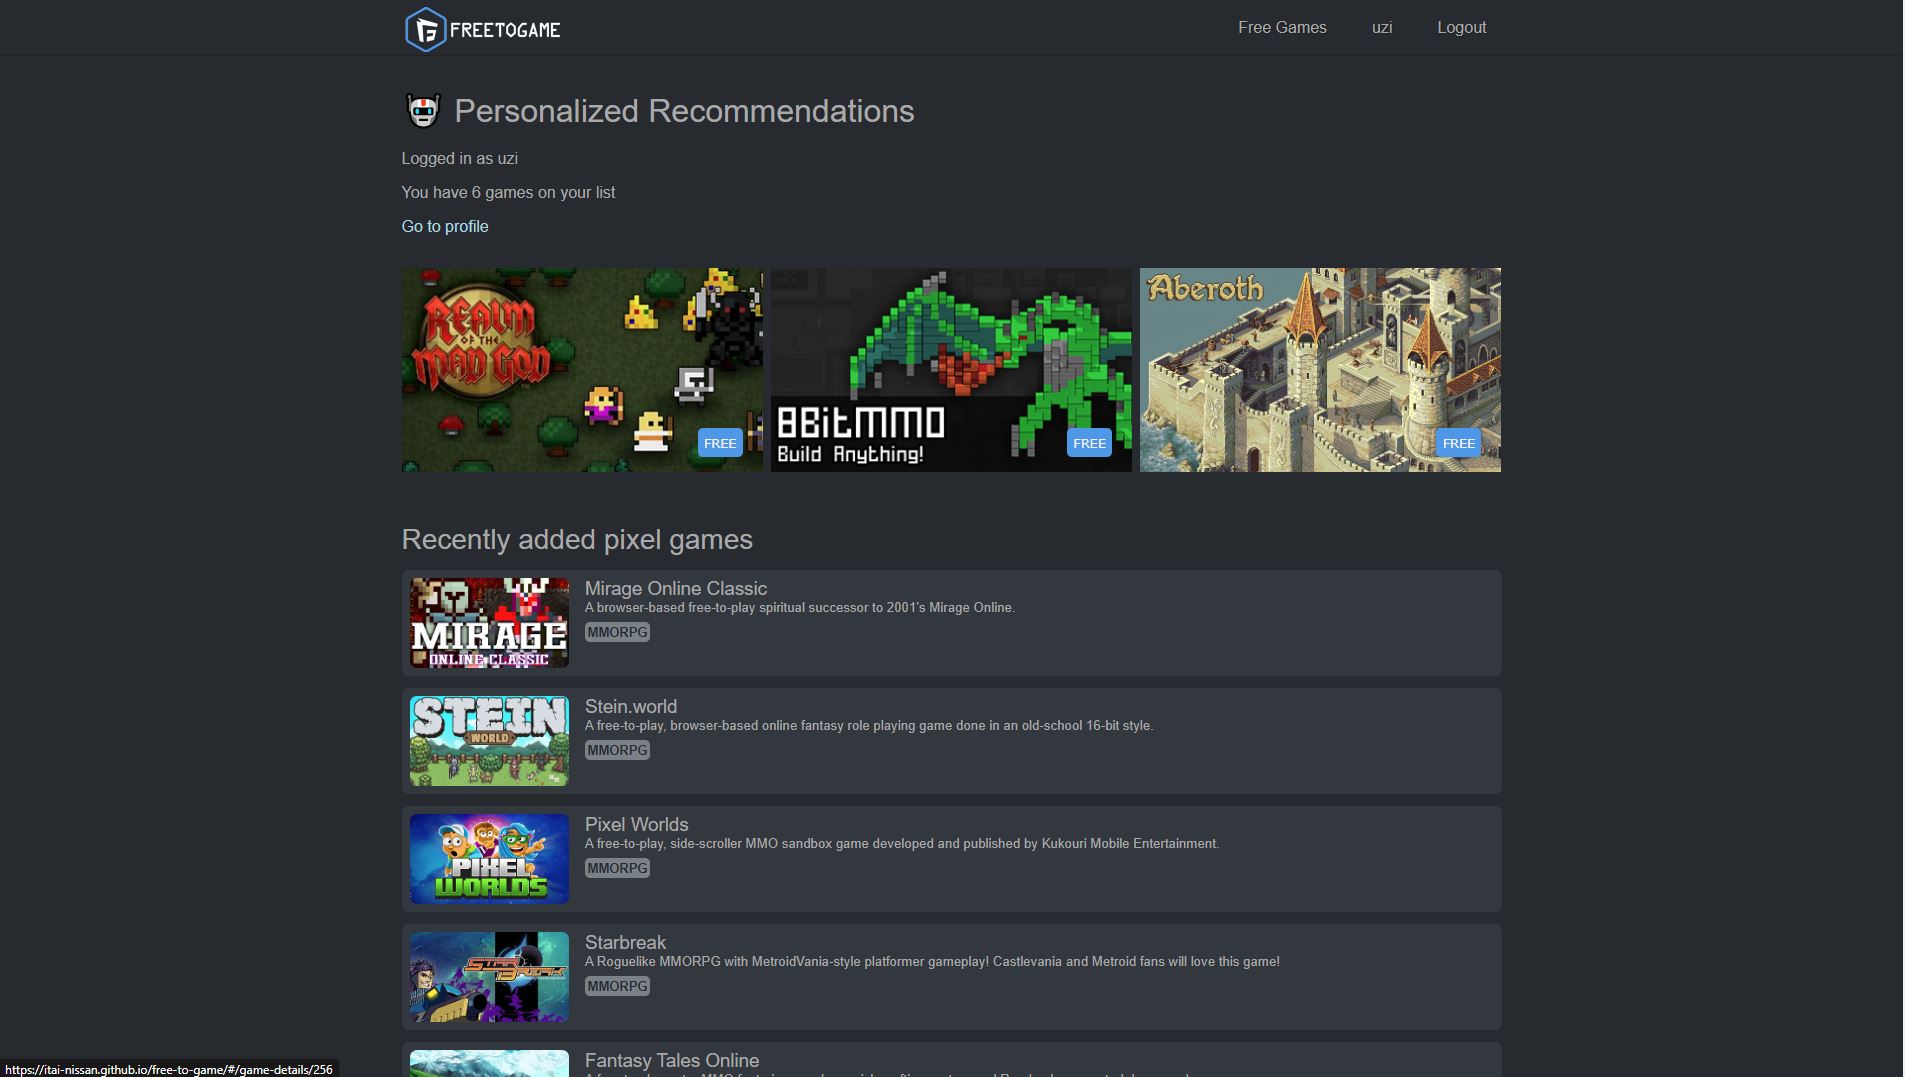 FREETOGAME
Free Games
uzi
Logout
Personalized Recommendations
Logged in as uzi
You have 6 games on your list
Go to profile
REALM
OF THE
MAD GOD
FREE
8BitMMO
Build Anything!
FREE
Aberoth
FREE
Recently added pixel games
MIRAGE
ONLINE CLASSIC
Mirage Online Classic
A browser-based free-to-play spiritual successor to 2001's Mirage Online.
MMORPG
STEIN
WORLD
Stein.world
A free-to-play, browser-based online fantasy role playing game done in an old-school 16-bit style.
MMORPG
PIXEL
WORLDS
Pixel Worlds
A free-to-play, side-scroller MMO sandbox game developed and published by Kukouri Mobile Entertainment.
MMORPG
STAR
BREAK
Starbreak
A Roguelike MMORPG with MetroidVania-style platformer gameplay! Castlevania and Metroid fans will love this game!
MMORPG
Fantasy Tales Online
https://itai-nissan.github.io/free-to-game/#/game-details/256